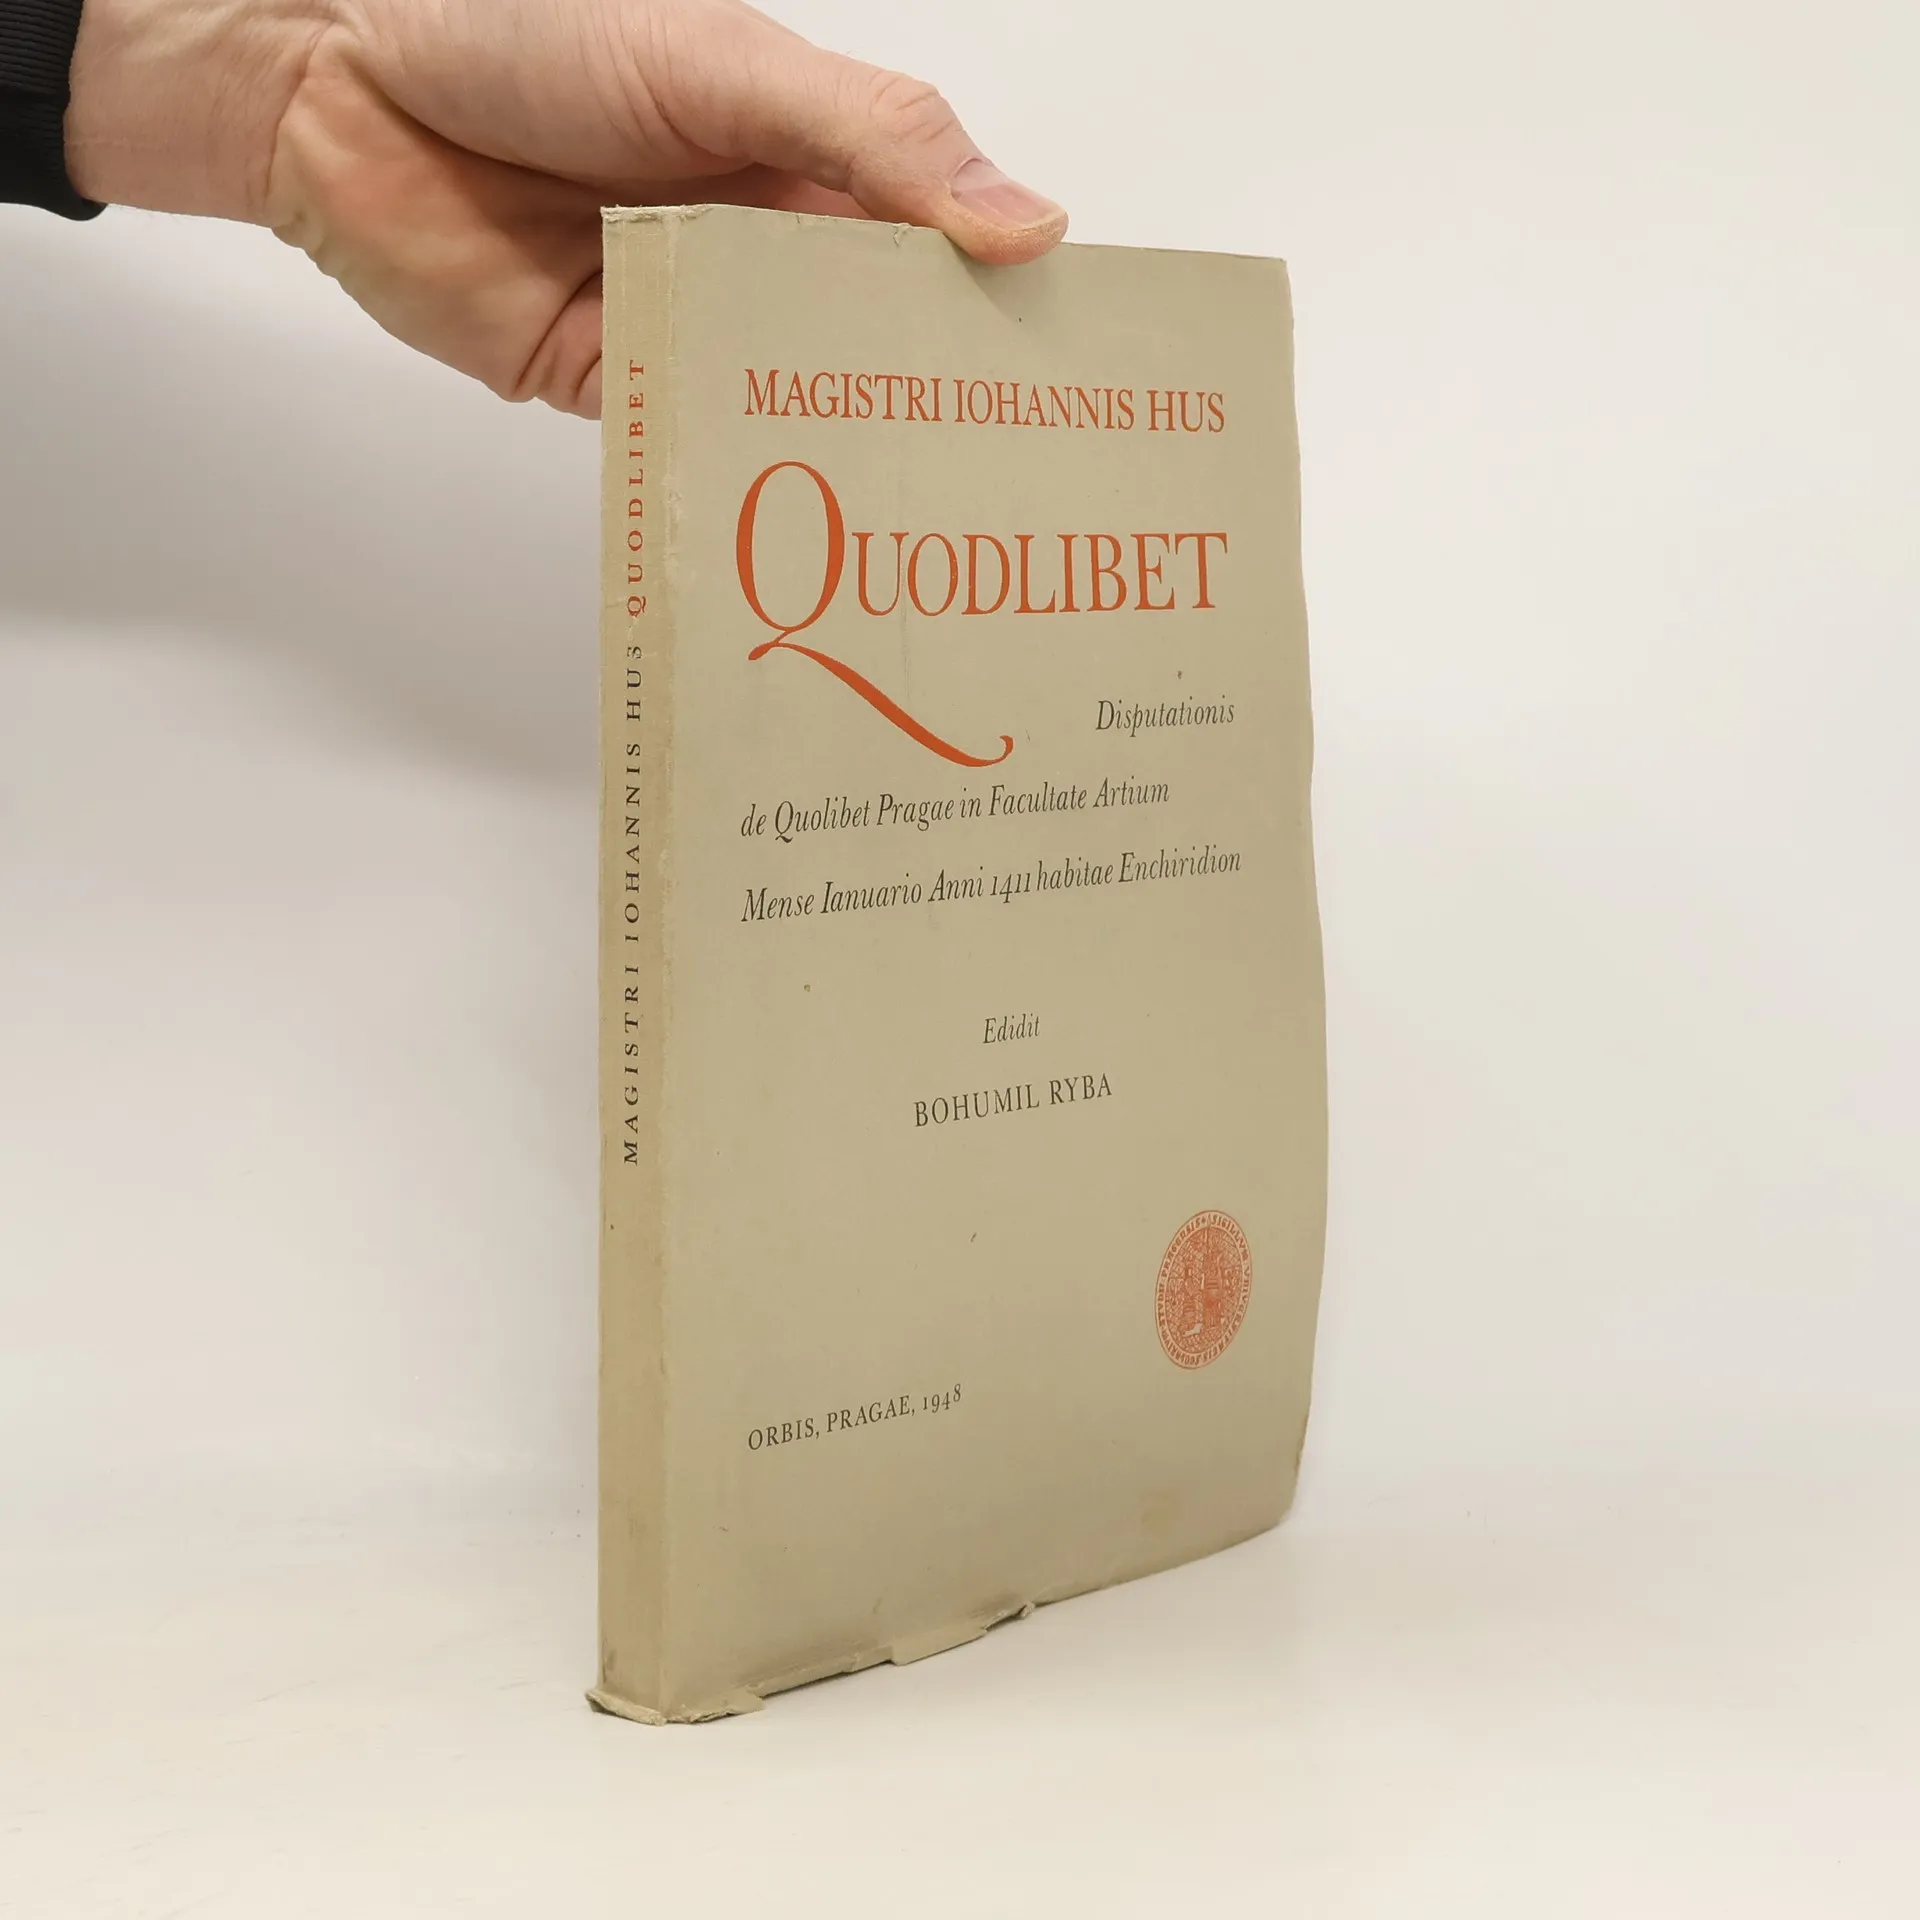 MAGISTRI IOHANNIS HUS QUODLIBET
MAGISTRI IOHANNIS HUS
QUODLIBET
Disputationis
de Quolibet Pragae in Facultate Artium
Mense Ianuario Anni 1411 habitae Enchiridion
Edidit
BOHUMIL RYBA
ORBIS, PRAGAE, 1948